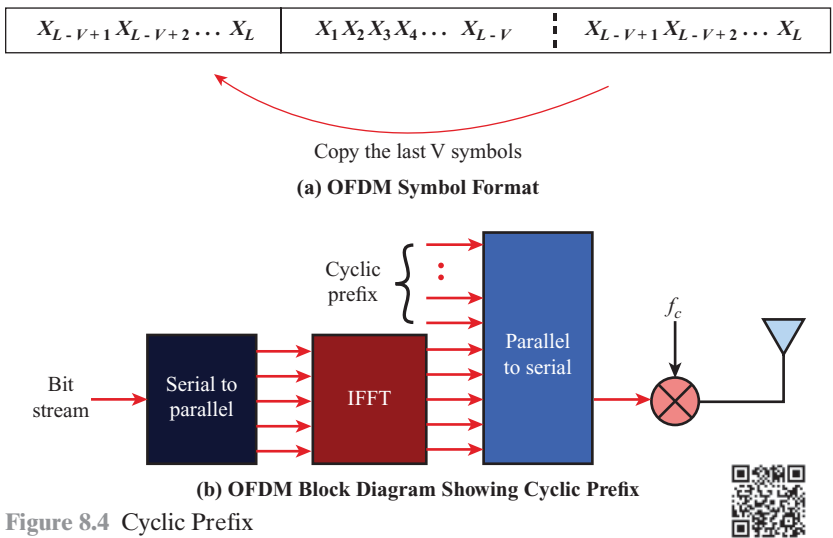 X_{L-V+1} X_{L-V+2} ... X_L   X_1 X_2 X_3 X_4 ... X_{L-V}   X_{L-V+1} X_{L-V+2} ... X_L
Copy the last V symbols
(a) OFDM Symbol Format
Cyclic
prefix
f_c
Bit
stream
Serial to
parallel
IFFT
Parallel
to serial
(b) OFDM Block Diagram Showing Cyclic Prefix
Figure 8.4 Cyclic Prefix